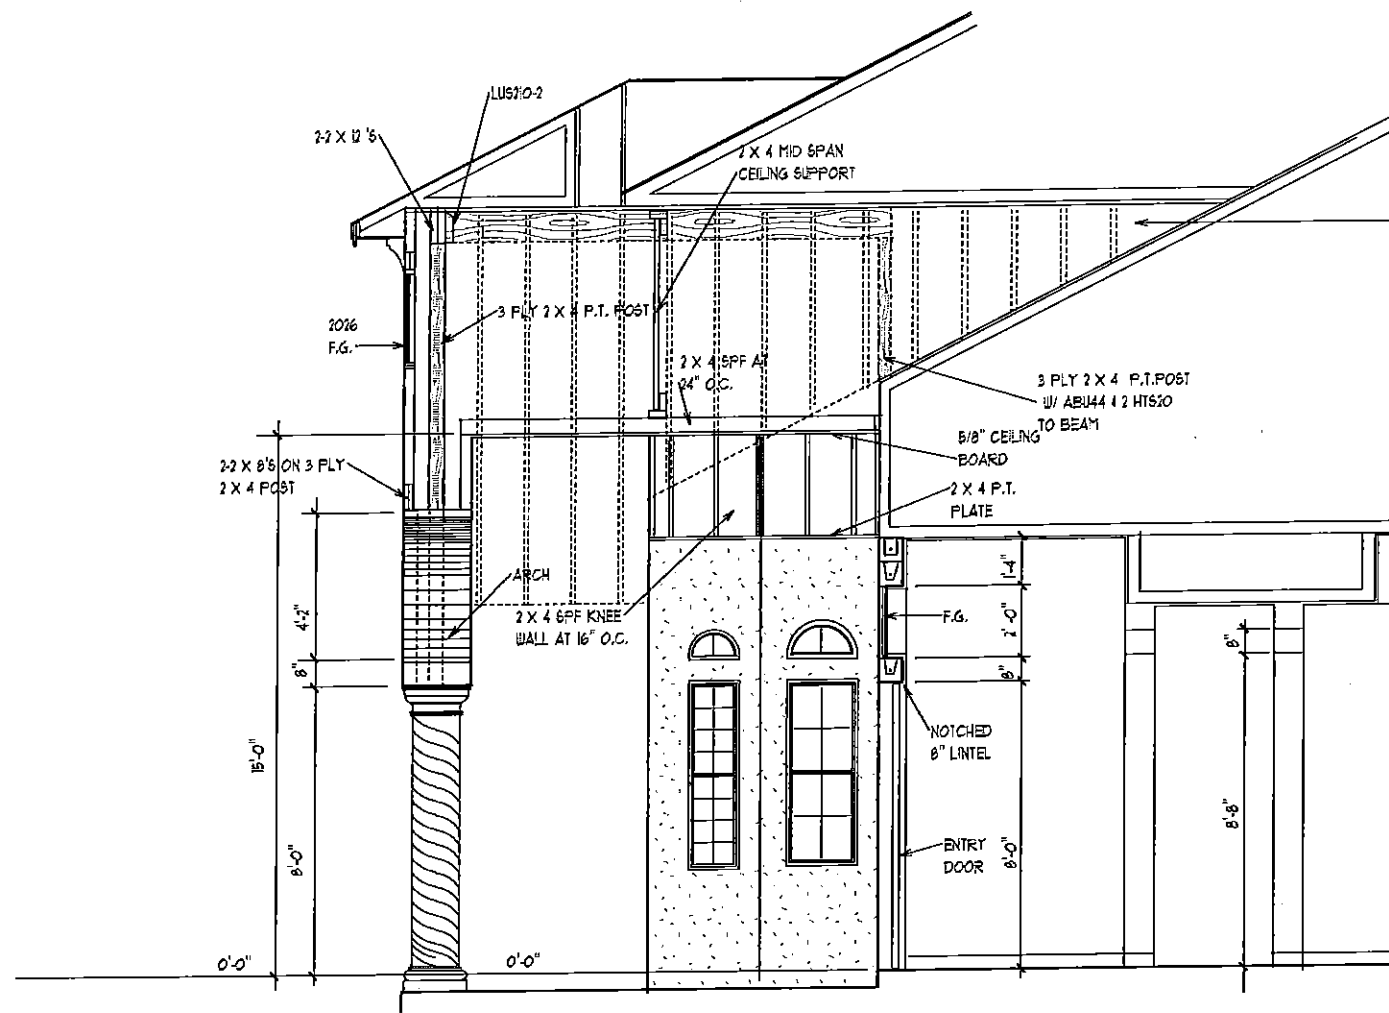 LUS210-2
2-2 X 12 'S
2 X 4 MID SPAN
CEILING SUPPORT
3 PLY 2 X 4 P.T. POST
2026
F.G.
2 X 4 SPF AT
24" O.C.
3 PLY 2 X 4 P.T.POST
W/ ABU44 & 2 HTS20
TO BEAM
5/8" CEILING
BOARD
2-2 X 8'S ON 3 PLY
2 X 4 POST
2 X 4 P.T.
PLATE
ARCH
1'-4"
2 X 4 SPF KNEE
WALL AT 16" O.C.
F.G.
2'-0"
4'-2"
8"
8"
8"
NOTCHED
8" LINTEL
15'-0"
8'-8"
ENTRY
DOOR
8'-0"
8'-0"
0'-0"
0'-0"